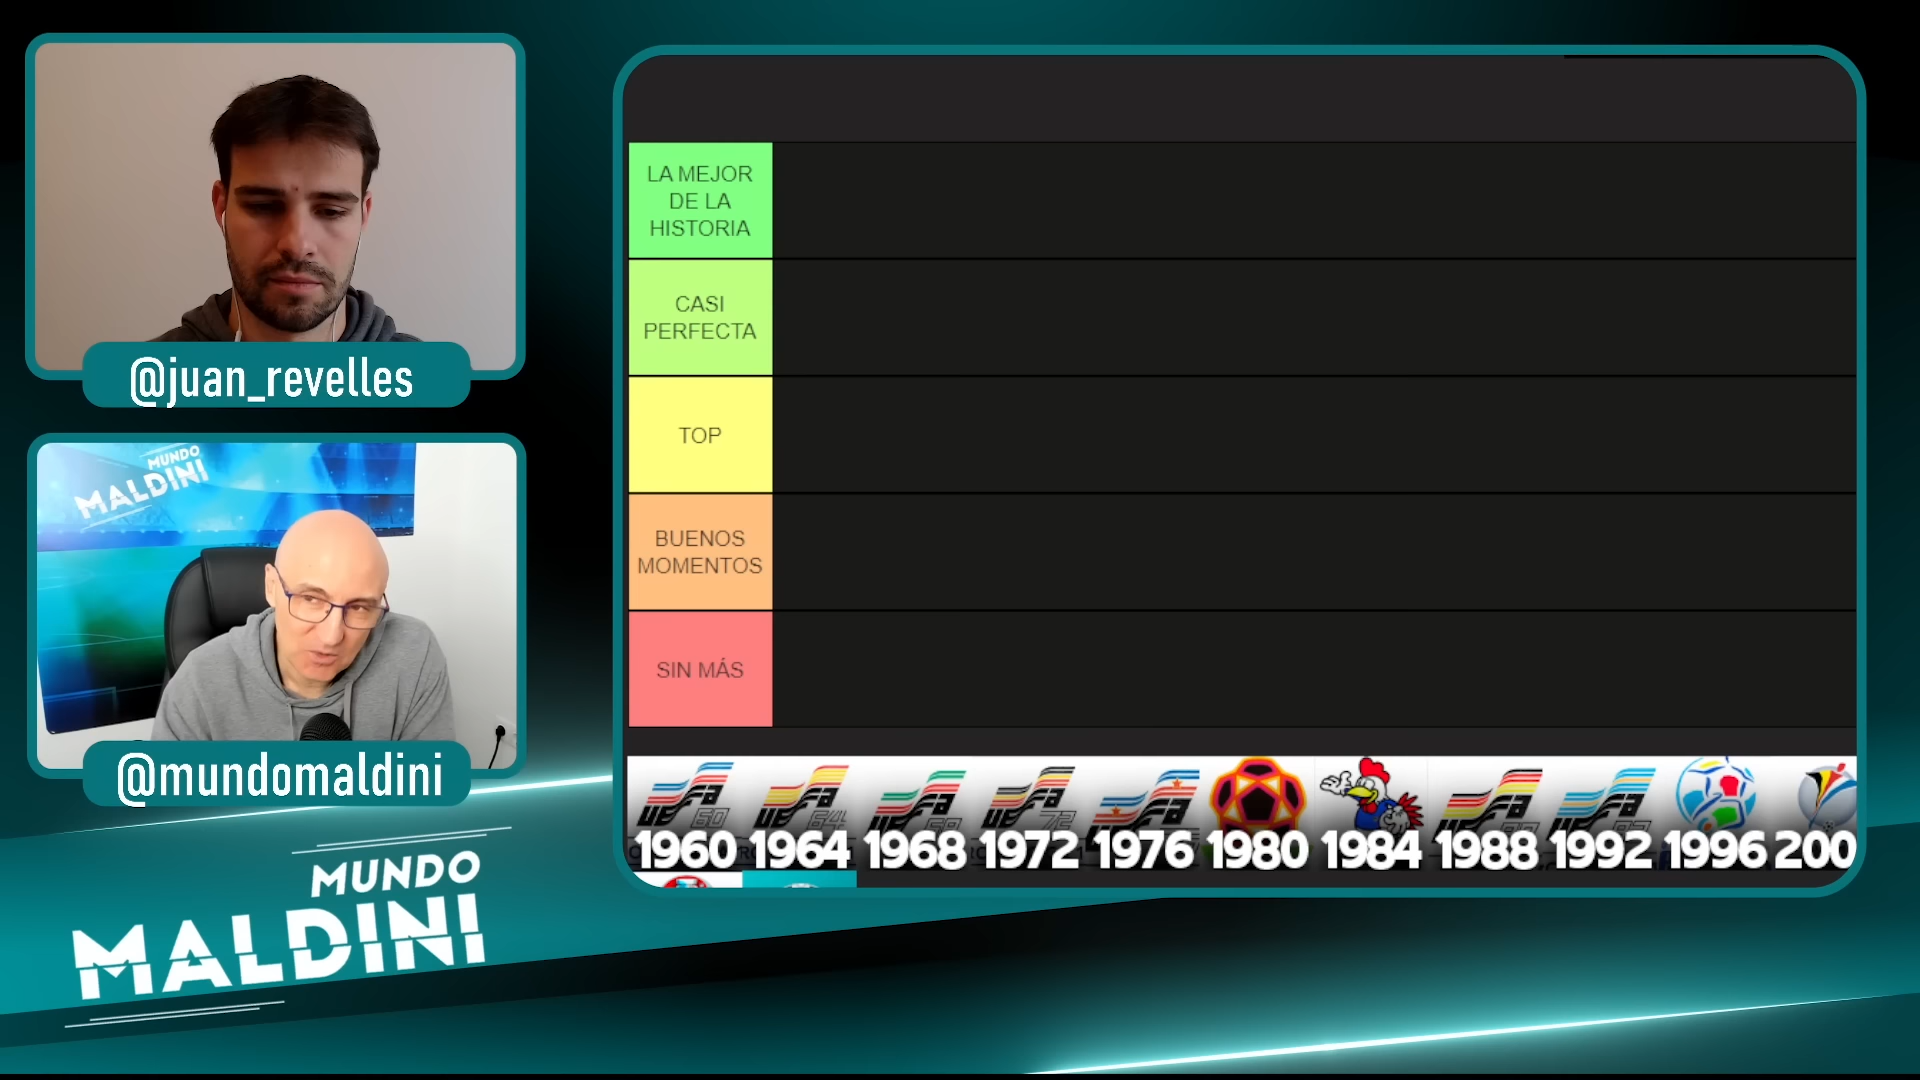 @juan_revelles
MUNDO
MALDINI
@mundomaldini
MUNDO
MALDINI
LA MEJOR
DE LA
HISTORIA
CASI
PERFECTA
TOP
BUENOS
MOMENTOS
SIN MÁS
1960 1964 1968 1972 1976 1980 1984 1988 1992 1996 200